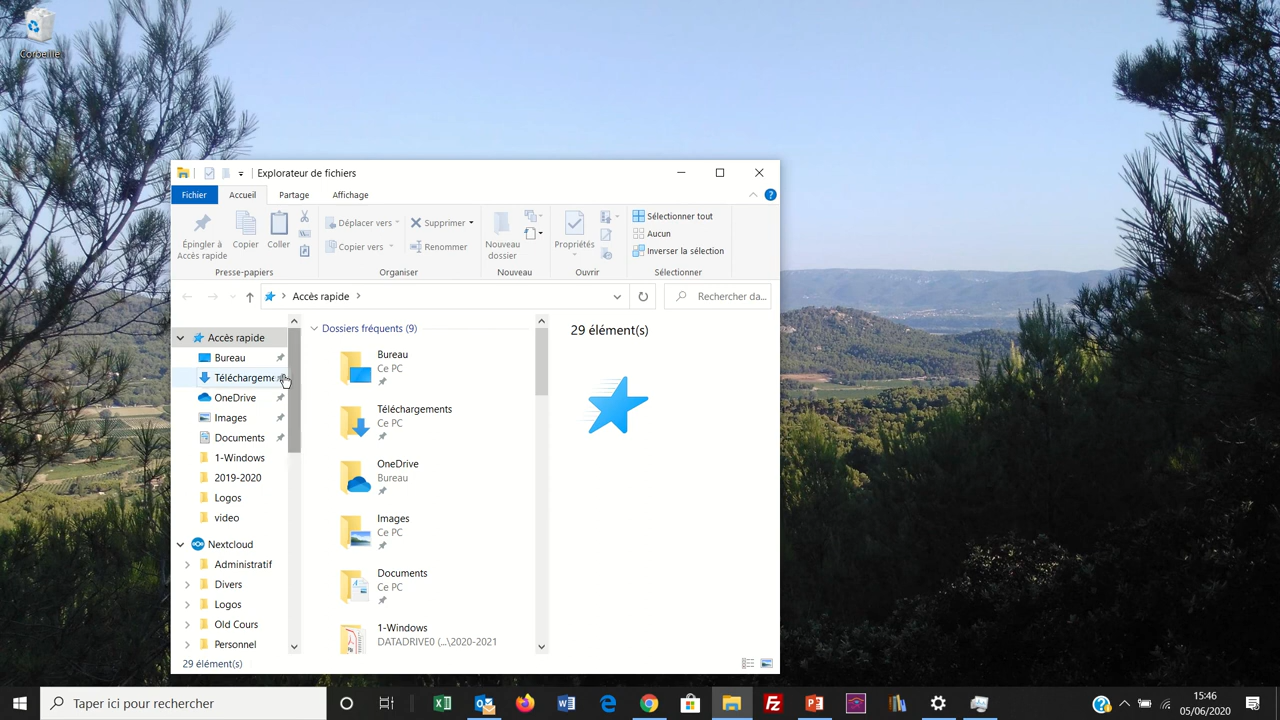 Corbeille
Explorateur de fichiers
Fichier
Accueil
Partage
Affichage
Épingler à
Accès rapide
Copier
Coller
Presse-papiers
Déplacer vers
Copier vers
Supprimer
Renommer
Organiser
Nouveau
dossier
Nouveau
Propriétés
Ouvrir
Sélectionner tout
Aucun
Inverser la sélection
Sélectionner
Accès rapide
Rechercher da...
Accès rapide
Bureau
Téléchargeme
OneDrive
Images
Documents
1-Windows
2019-2020
Logos
video
Nextcloud
Administratif
Divers
Logos
Old Cours
Personnel
Dossiers fréquents (9)
Bureau
Ce PC
Téléchargements
Ce PC
OneDrive
Bureau
Images
Ce PC
Documents
Ce PC
1-Windows
DATADRIVE0 (...\2020-2021
29 élément(s)
29 élément(s)
Taper ici pour rechercher
15:46
05/06/2020